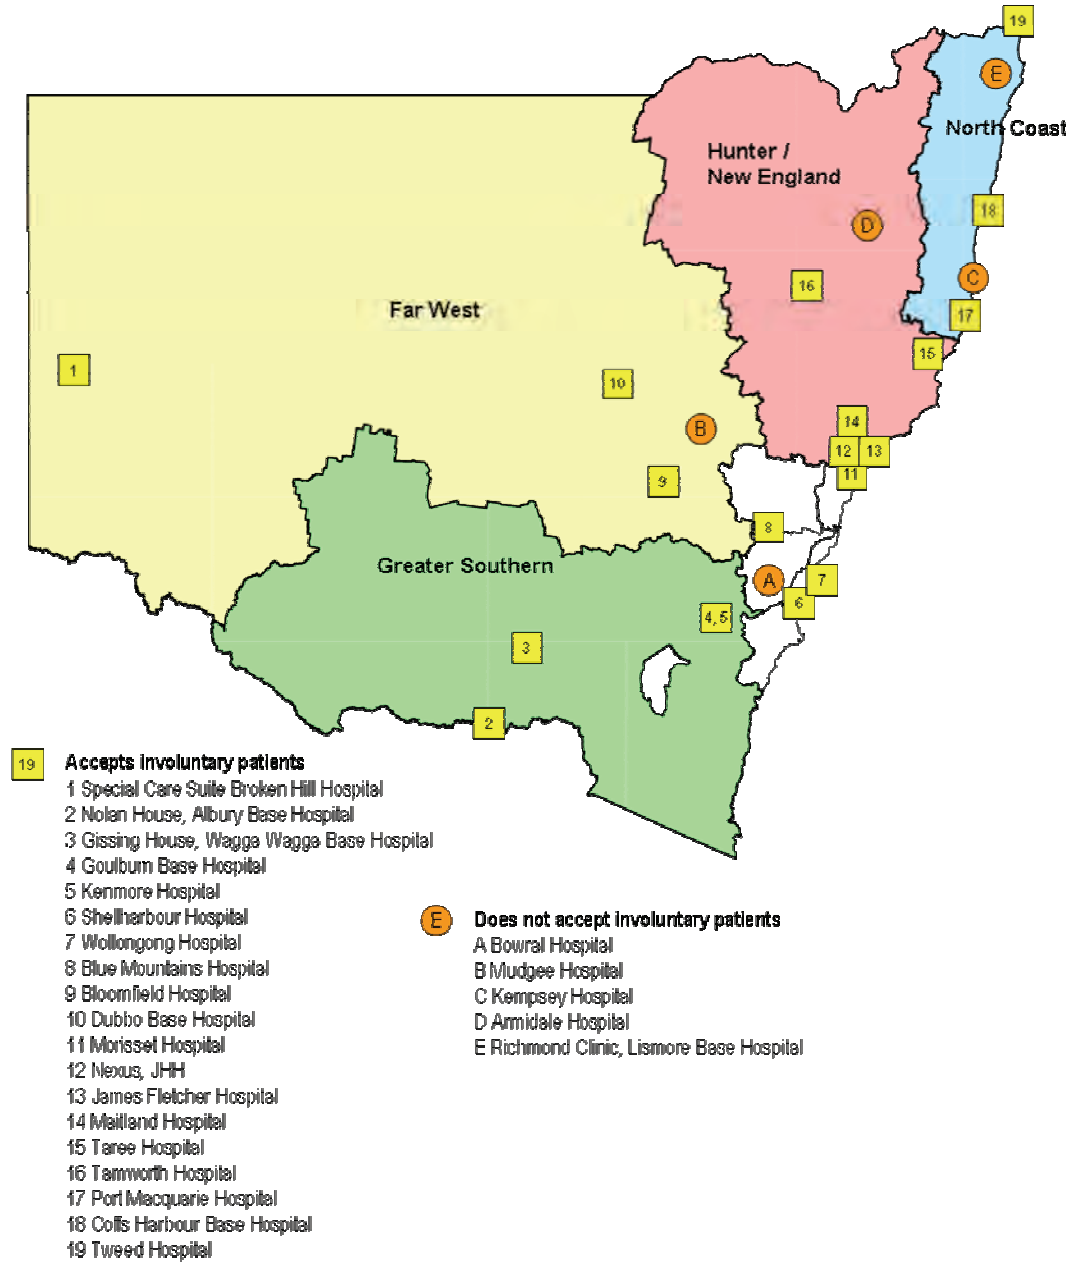 19
E
North Coast
Hunter /
New England
D
18
16
C
Far West
17
15
1
10
14
B
12
13
11
9
8
Greater Southern
A
7
6
4,5
3
2
19 Accepts involuntary patients
1 Special Care Suite Broken Hill Hospital
2 Nolan House, Albury Base Hospital
3 Gissing House, Wagga Wagga Base Hospital
4 Goulburn Base Hospital
5 Kenmore Hospital
6 Shellharbour Hospital
7 Wollongong Hospital
8 Blue Mountains Hospital
9 Bloomfield Hospital
10 Dubbo Base Hospital
11 Morisset Hospital
12 Nexus, JHH
13 James Fletcher Hospital
14 Maitland Hospital
15 Taree Hospital
16 Tamworth Hospital
17 Port Macquarie Hospital
18 Coffs Harbour Base Hospital
19 Tweed Hospital
E Does not accept involuntary patients
A Bowral Hospital
B Mudgee Hospital
C Kempsey Hospital
D Armidale Hospital
E Richmond Clinic, Lismore Base Hospital